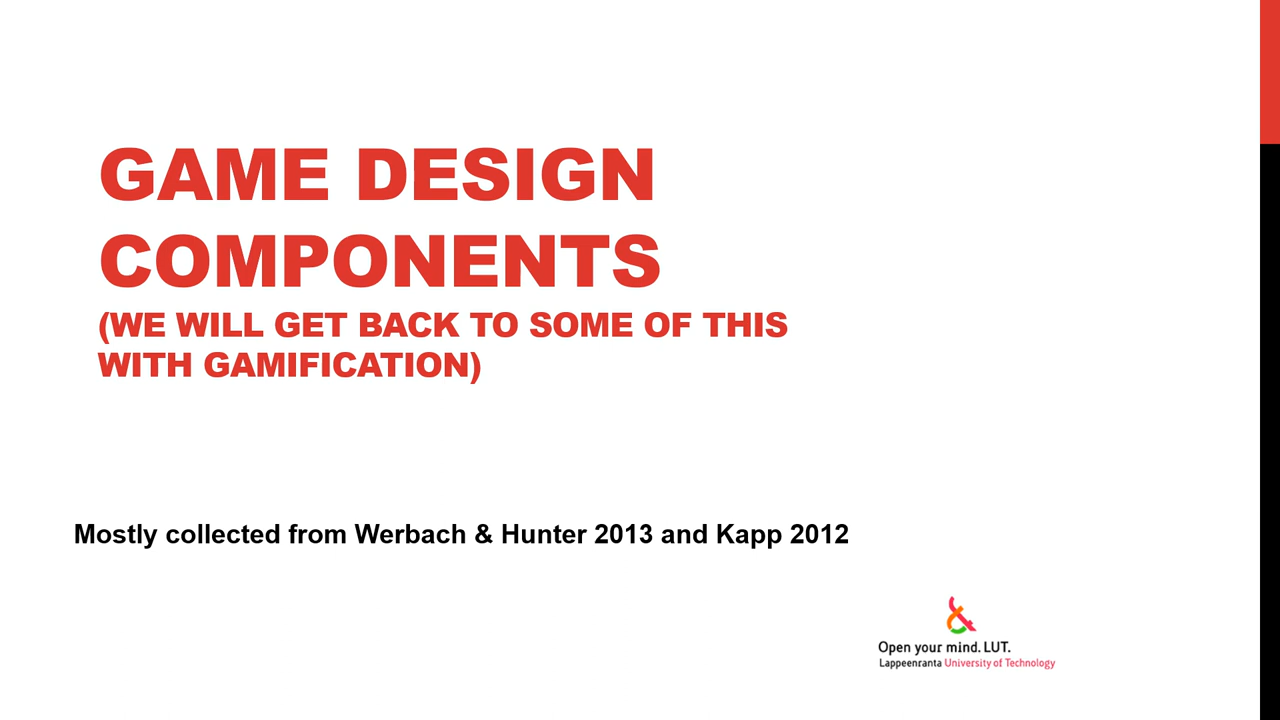 GAME DESIGN
COMPONENTS
(WE WILL GET BACK TO SOME OF THIS
WITH GAMIFICATION)
Mostly collected from Werbach & Hunter 2013 and Kapp 2012
Open your mind. LUT.
Lappeenranta University of Technology